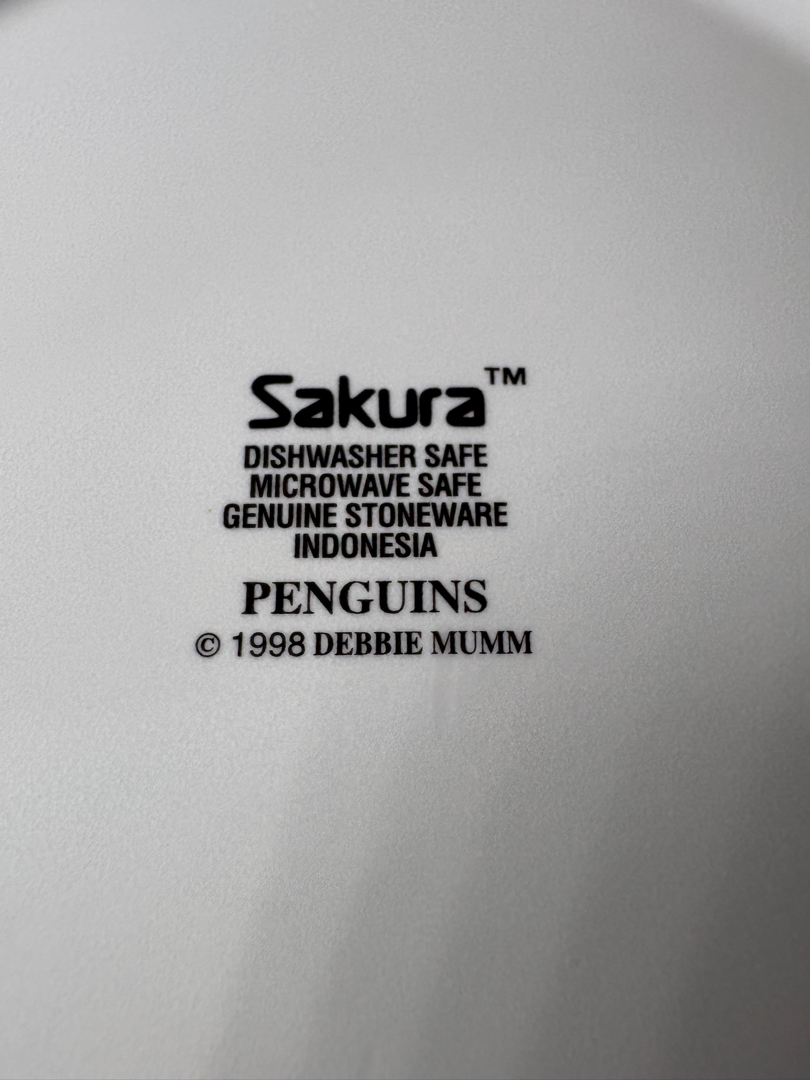 Sakura™
DISHWASHER SAFE
MICROWAVE SAFE
GENUINE STONEWARE
INDONESIA
PENGUINS
© 1998 DEBBIE MUMM